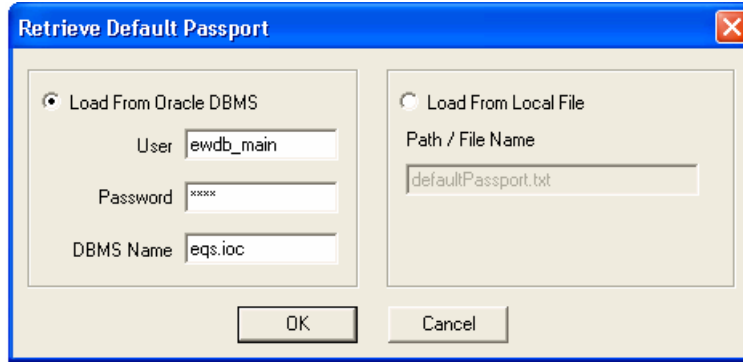 Retrieve Default Passport
Load From Oracle DBMS
User ewdb_main
Password ****
DBMS Name eqs.ioc
Load From Local File
Path / File Name
defaultPassport.txt
OK
Cancel